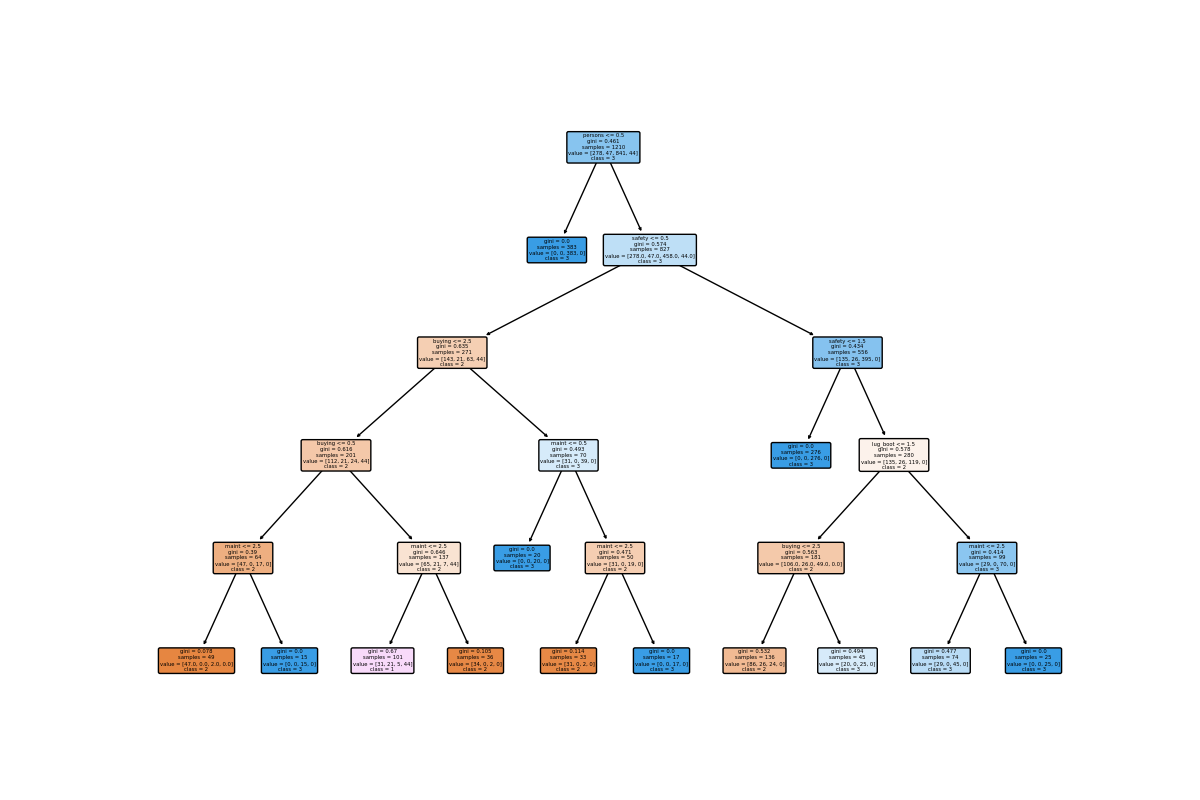 persons <= 0.5
gini = 0.461
samples = 1210
value = [278, 47, 841, 44]
class = 3
gini = 0.0
samples = 383
value = [0, 0, 383, 0]
class = 3
safety <= 0.5
gini = 0.574
samples = 827
value = [278.0, 47.0, 458.0, 44.0]
class = 3
buying <= 2.5
gini = 0.635
samples = 271
value = [143, 21, 63, 44]
class = 2
safety <= 1.5
gini = 0.434
samples = 556
value = [135, 26, 395, 0]
class = 3
buying <= 0.5
gini = 0.616
samples = 201
value = [112, 21, 24, 44]
class = 2
maint <= 0.5
gini = 0.493
samples = 70
value = [31, 0, 39, 0]
class = 3
gini = 0.0
samples = 276
value = [0, 0, 276, 0]
class = 3
lug_boot <= 1.5
gini = 0.578
samples = 280
value = [135, 26, 119, 0]
class = 2
maint <= 2.5
gini = 0.39
samples = 64
value = [47, 0, 17, 0]
class = 2
maint <= 2.5
gini = 0.646
samples = 137
value = [65, 21, 7, 44]
class = 2
gini = 0.0
samples = 20
value = [0, 0, 20, 0]
class = 3
maint <= 2.5
gini = 0.471
samples = 50
value = [31, 0, 19, 0]
class = 2
buying <= 2.5
gini = 0.563
samples = 181
value = [106.0, 26.0, 49.0, 0.0]
class = 2
maint <= 2.5
gini = 0.414
samples = 99
value = [29, 0, 70, 0]
class = 3
gini = 0.078
samples = 49
value = [47.0, 0.0, 2.0, 0.0]
class = 2
gini = 0.0
samples = 15
value = [0, 0, 15, 0]
class = 3
gini = 0.67
samples = 101
value = [31, 21, 5, 44]
class = 1
gini = 0.105
samples = 36
value = [34, 0, 2, 0]
class = 2
gini = 0.114
samples = 33
value = [31, 0, 2, 0]
class = 2
gini = 0.0
samples = 17
value = [0, 0, 17, 0]
class = 3
gini = 0.532
samples = 136
value = [86, 26, 24, 0]
class = 2
gini = 0.494
samples = 45
value = [20, 0, 25, 0]
class = 3
gini = 0.477
samples = 74
value = [29, 0, 45, 0]
class = 3
gini = 0.0
samples = 25
value = [0, 0, 25, 0]
class = 3